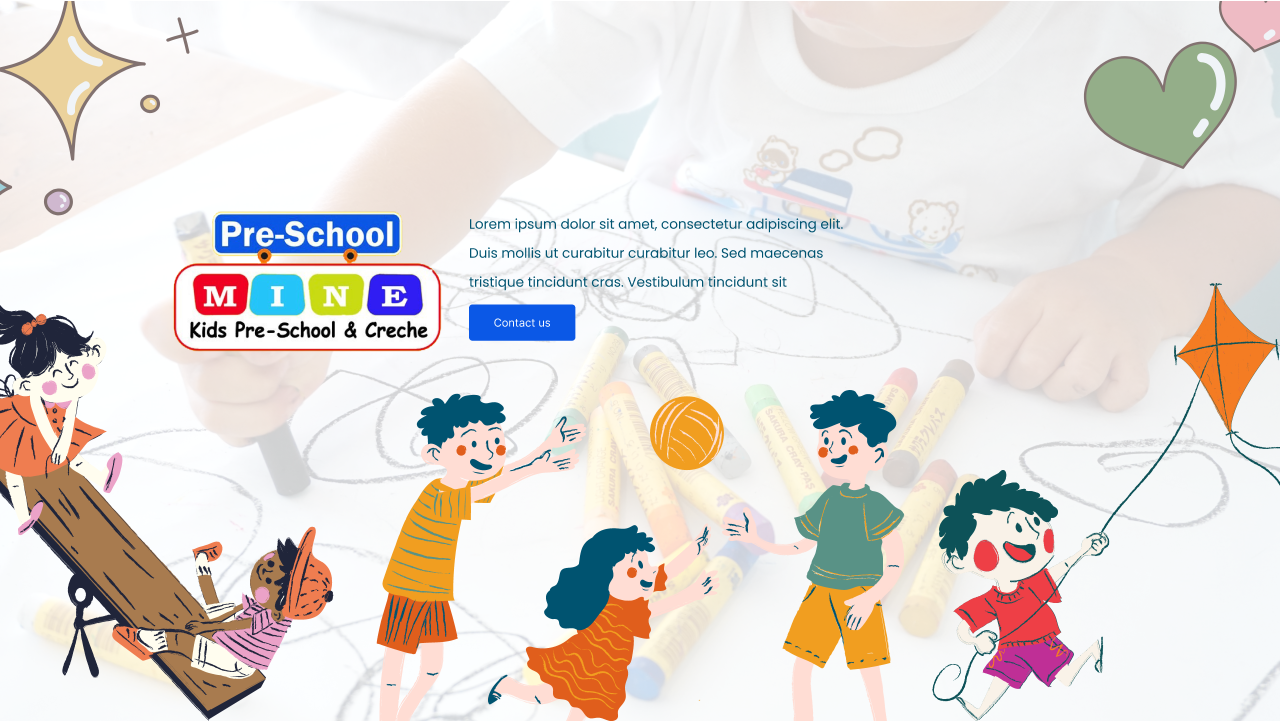 Pre-School
M I N E
Kids Pre-School & Creche
Lorem ipsum dolor sit amet, consectetur adipiscing elit.
Duis mollis ut curabitur curabitur leo. Sed maecenas
tristique tincidunt cras. Vestibulum tincidunt sit
Contact us